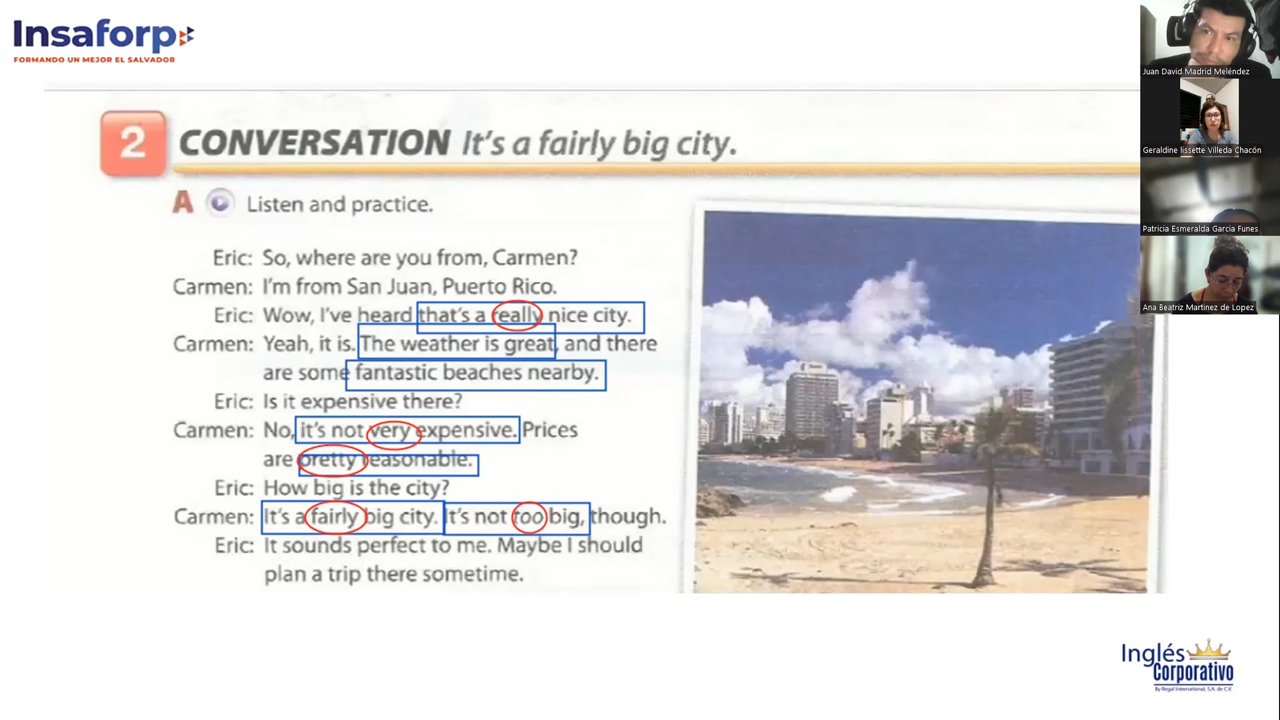 Insaforp
FORMANDO UN MEJOR EL SALVADOR
2 CONVERSATION It's a fairly big city.
A Listen and practice.
Eric: So, where are you from, Carmen?
Carmen: I'm from San Juan, Puerto Rico.
Eric: Wow, I've heard that's a really nice city.
Carmen: Yeah, it is. The weather is great, and there
are some fantastic beaches nearby.
Eric: Is it expensive there?
Carmen: No, it's not very expensive. Prices
are pretty reasonable.
Eric: How big is the city?
Carmen: It's a fairly big city. It's not too big, though.
Eric: It sounds perfect to me. Maybe I should
plan a trip there sometime.
Juan David Madrid Meléndez
Geraldine lissette Villeda Chacón
Patricia Esmeralda Garcia Funes
Ana Beatriz Martinez de Lopez
Inglés
Corporativo
By Regal International, S.A. de C.V.